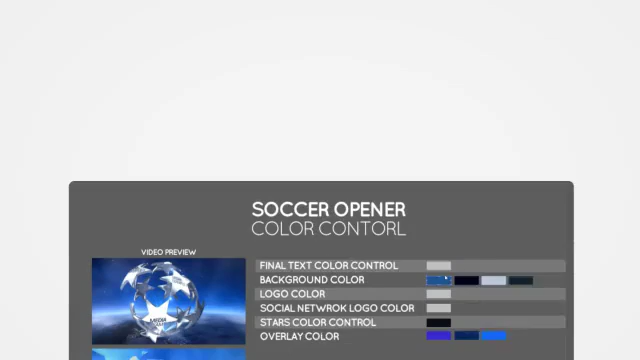 SOCCER OPENER
COLOR CONTORL
VIDEO PREVIEW
FINAL TEXT COLOR CONTROL
BACKGROUND COLOR
LOGO COLOR
SOCIAL NETWROK LOGO COLOR
STARS COLOR CONTROL
OVERLAY COLOR